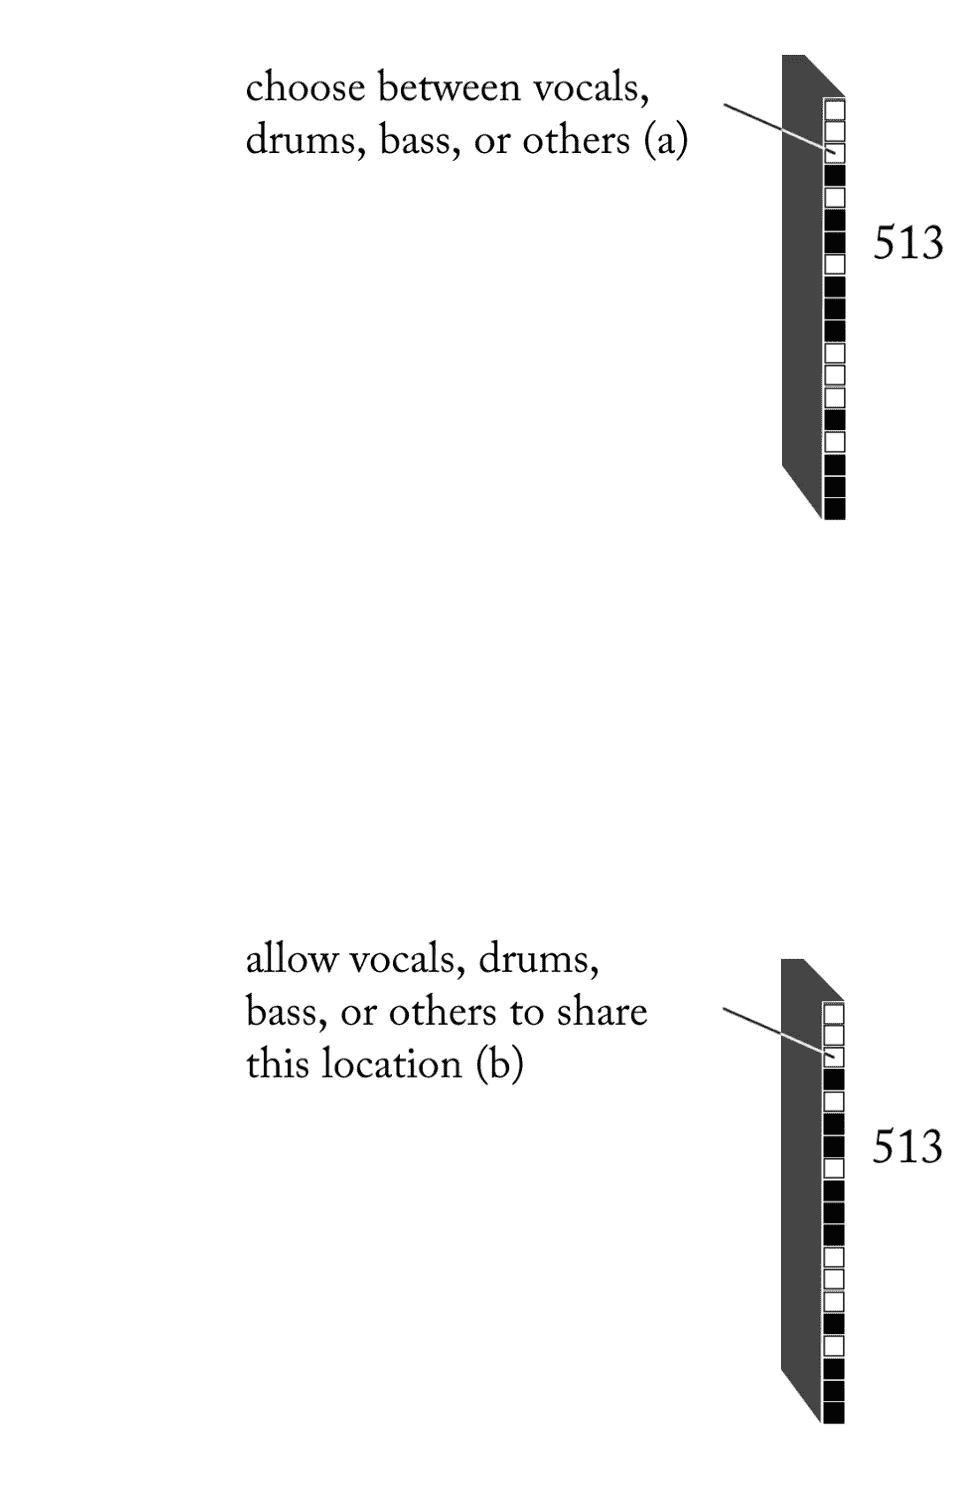 choose between vocals,
drums, bass, or others (a)
513
allow vocals, drums,
bass, or others to share
this location (b)
513